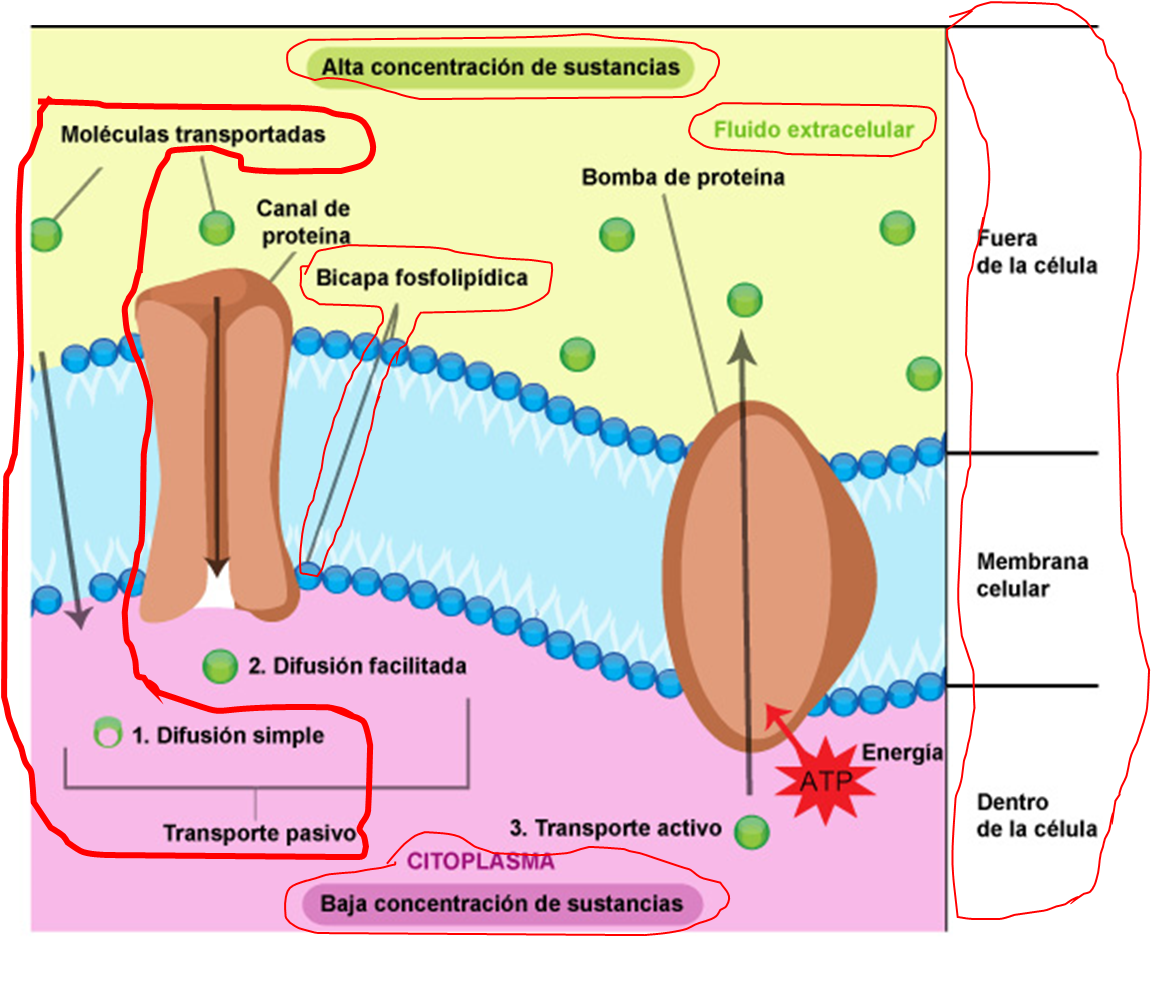 Alta concentración de sustancias
Moléculas transportadas
Fluido extracelular
Bomba de proteína
Canal de
proteína
Bicapa fosfolipídica
Fuera
de la célula
Membrana
celular
2. Difusión facilitada
1. Difusión simple
Energía
ATP
Dentro
de la célula
Transporte pasivo
3. Transporte activo
CITOPLASMA
Baja concentración de sustancias